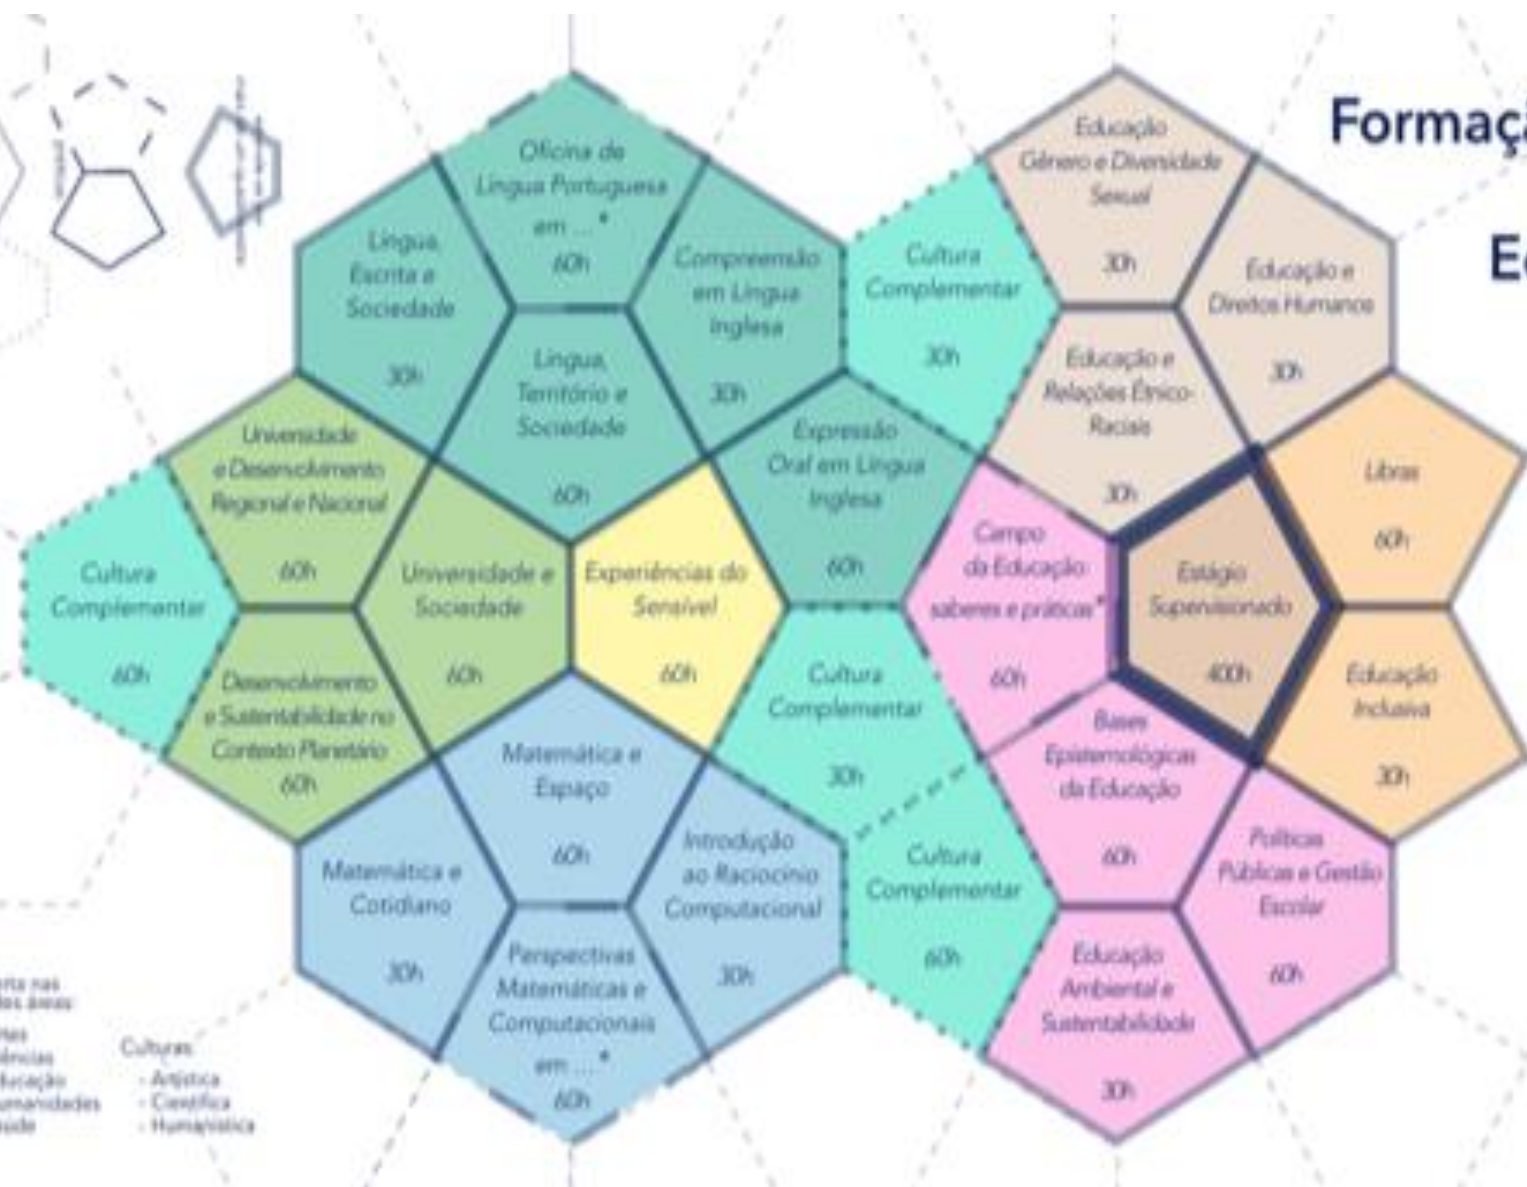 Formaç
Oficina de
Língua Portuguesa
em ... *
60h
Língua,
Escrita e
Sociedade
30h
Compreensão
em Língua
Inglesa
30h
Língua,
Território e
Sociedade
60h
Cultura
Complementar
30h
Educação
Gênero e Diversidade
Sexual
30h
Educação e
Direitos Humanos
30h
Educação e
Relações Étnico-
Raciais
30h
Universidade
e Desenvolvimento
Regional e Nacional
60h
Expressão
Oral em Língua
Inglesa
60h
Libras
60h
Cultura
Complementar
60h
Universidade e
Sociedade
60h
Experiências do
Sensível
60h
Campo
da Educação
saberes e práticas*
60h
Estágio
Supervisionado
400h
Desenvolvimento
e Sustentabilidade no
Contexto Planetário
60h
Cultura
Complementar
30h
Educação
Inclusiva
30h
Matemática e
Espaço
60h
Bases
Epistemológicas
da Educação
60h
Matemática e
Cotidiano
30h
Introdução
ao Raciocínio
Computacional
30h
Cultura
Complementar
60h
Políticas
Públicas e Gestão
Escolar
60h
Perspectivas
Matemáticas e
Computacionais
em ... *
60h
Educação
Ambiental e
Sustentabilidade
30h
Culturas:
- Artística
- Científica
- Humanística